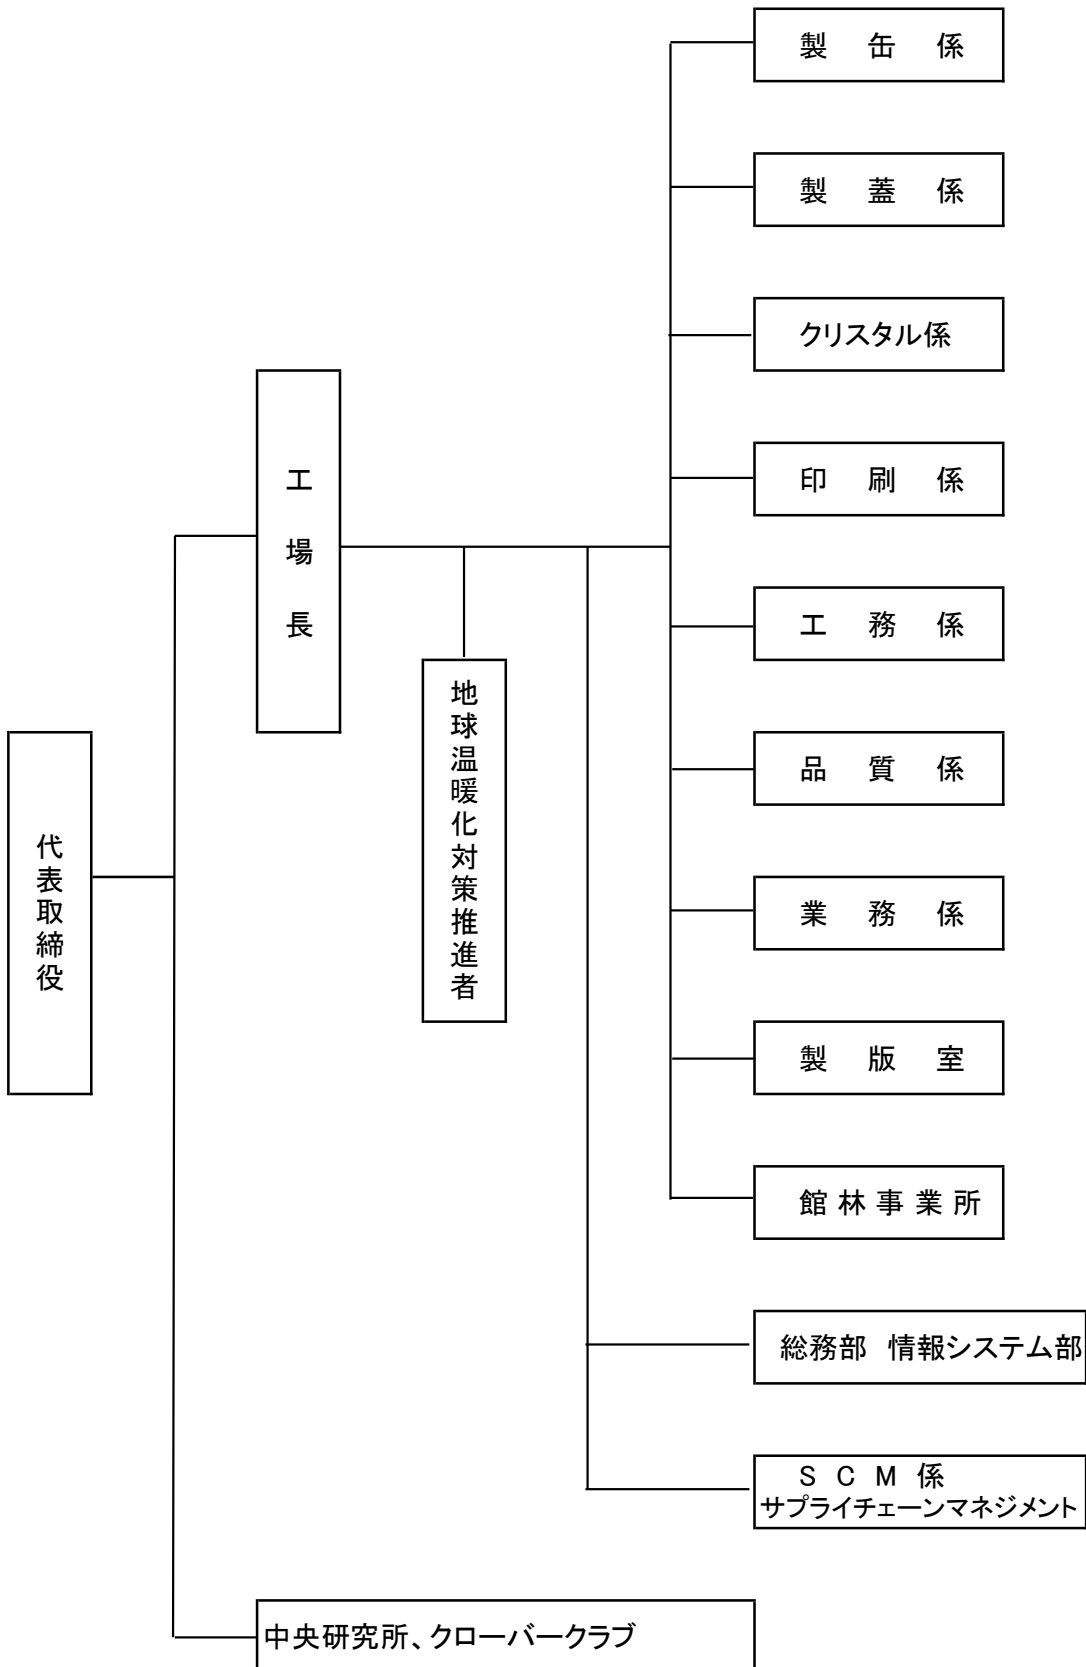 製缶係
製蓋係
クリスタル係
印刷係
工務係
品質係
業務係
製版室
館林事業所
総務部 情報システム部
SCM係
サプライチェーンマネジメント
工場長
地球温暖化対策推進者
代表取締役
中央研究所、クローバークラブ